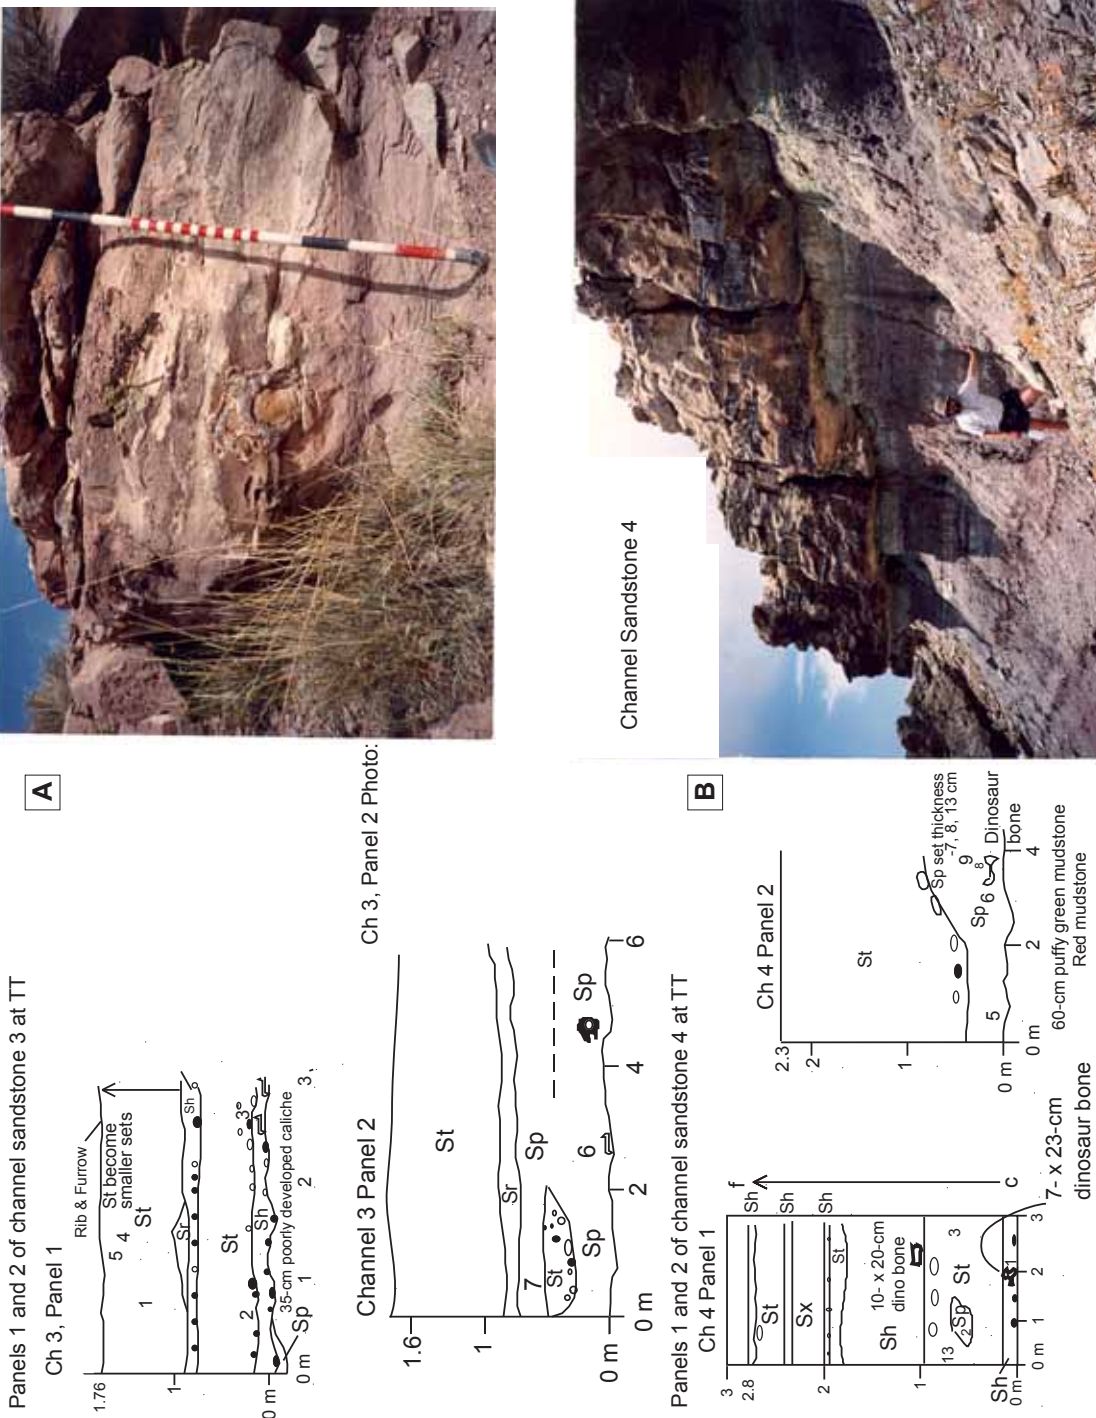 A
Panels 1 and 2 of channel sandstone 3 at TT
Ch 3, Panel 1
Rib & Furrow
St become
smaller sets
1.76
1
0 m
5
4
St
1
Sr
Sh
St
2
Sh
3
35-cm poorly developed caliche
Sp
0 m
1
2
3
Channel 3 Panel 2
Ch 3, Panel 2 Photo:
1.6
1
0 m
St
Sr
Sp
7
St
Sp
6
Sp
0 m
2
4
6
B
Panels 1 and 2 of channel sandstone 4 at TT
Channel Sandstone 4
Ch 4 Panel 1
3
2.8
2
1
0 m
Sh
f
Sh
Sh
St
Sx
St
Sh
10- x 20-cm
dino bone
13
2
Sp
St
3
1
c
Sh
0 m
1
2
3
7- x 23-cm
dinosaur bone
Ch 4 Panel 2
2.3
2
1
0 m
St
Sp set thickness
-7, 8, 13 cm
9
8
Dinosaur
bone
Sp
6
5
0 m
2
4
60-cm puffy green mudstone
Red mudstone